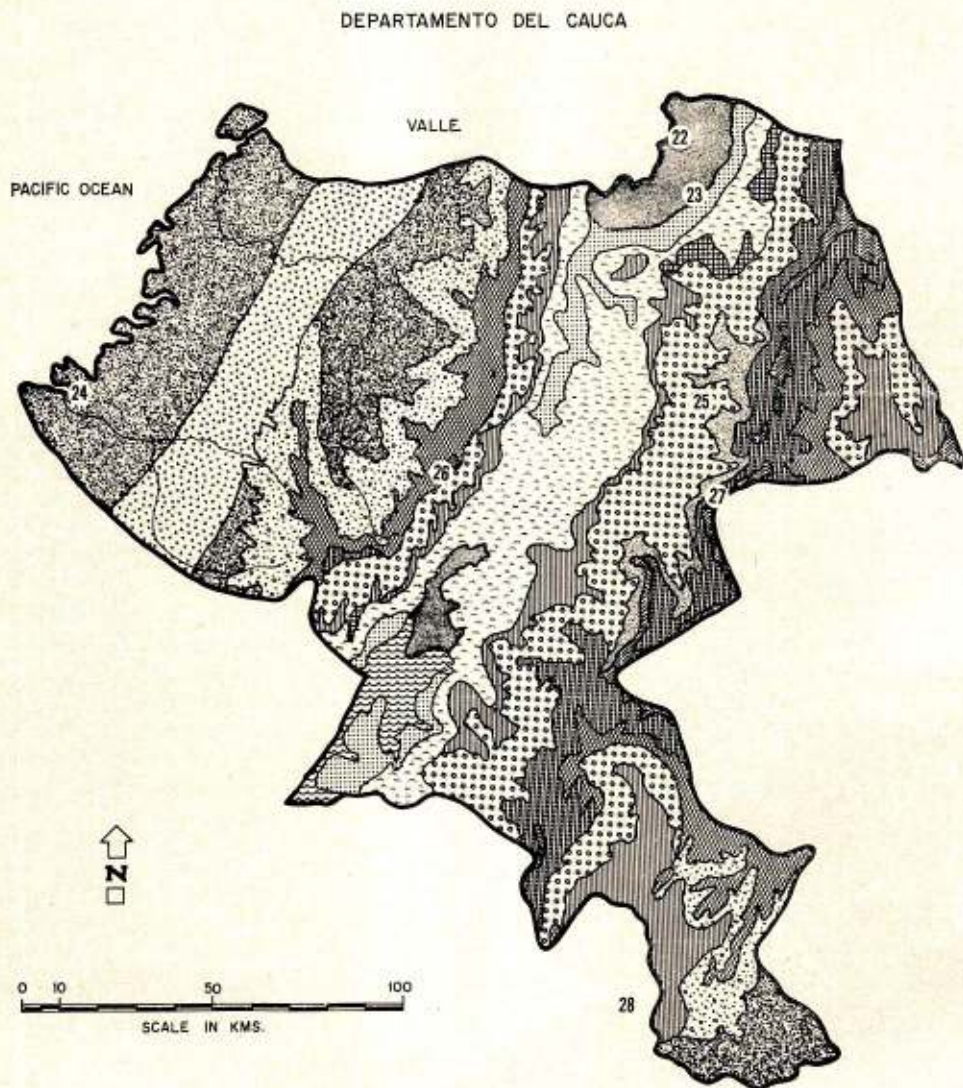 DEPARTAMENTO DEL CAUCA
VALLE
PACIFIC OCEAN
22
23
24
25
26
27
N
0 10 50 100
SCALE IN KMS.
28